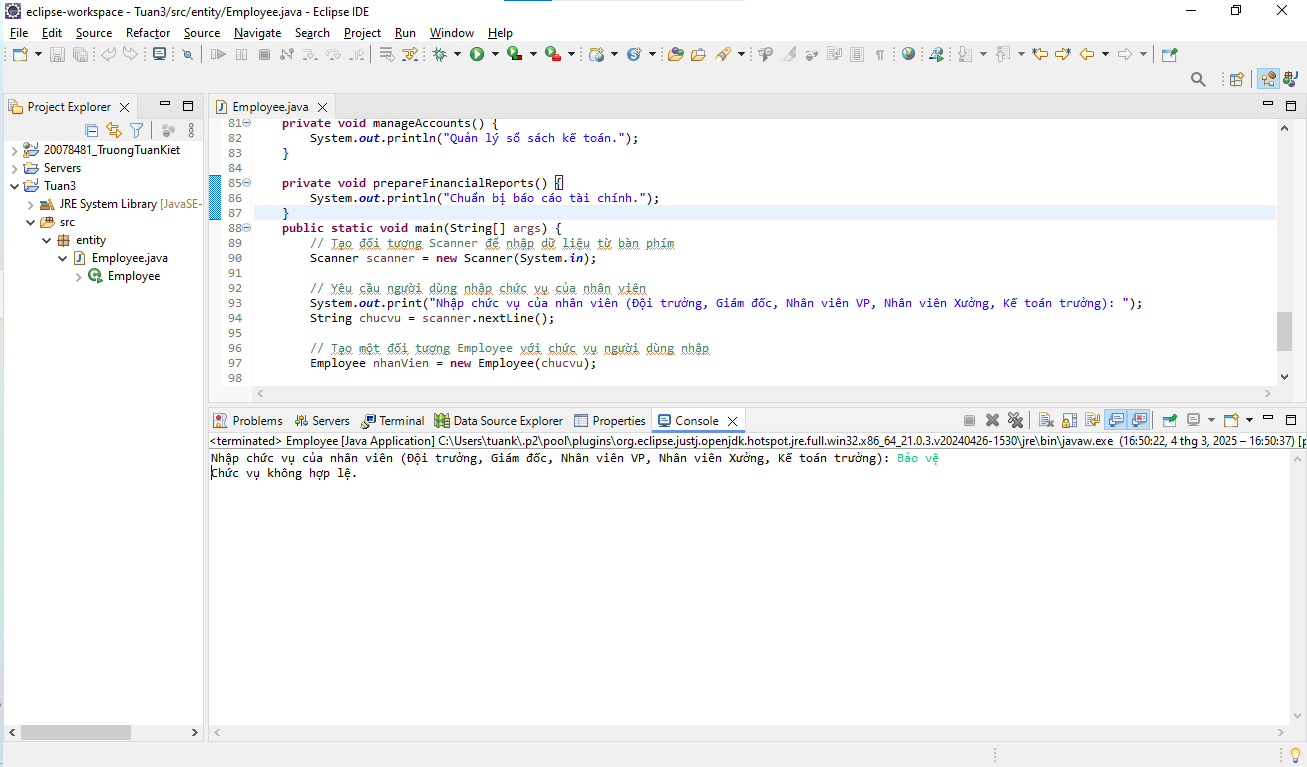 eclipse-workspace - Tuan3/src/entity/Employee.java - Eclipse IDE
File Edit Source Refactor Source Navigate Search Project Run Window Help
Project Explorer
20078481_TruongTuanKiet
Servers
Tuan3
JRE System Library [JavaSE-
src
entity
Employee.java
Employee
Employee.java
81 private void manageAccounts() {
82 System.out.println("Quản lý sổ sách kế toán.");
83 }
84
85 private void prepareFinancialReports() {
86 System.out.println("Chuẩn bị báo cáo tài chính.");
87 }
88 public static void main(String[] args) {
89 // Tạo đối tượng Scanner để nhập dữ liệu từ bàn phím
90 Scanner scanner = new Scanner(System.in);
91
92 // Yêu cầu người dùng nhập chức vụ của nhân viên
93 System.out.print("Nhập chức vụ của nhân viên (Đội trưởng, Giám đốc, Nhân viên VP, Nhân viên Xưởng, Kế toán trưởng): ");
94 String chucvu = scanner.nextLine();
95
96 // Tạo một đối tượng Employee với chức vụ người dùng nhập
97 Employee nhanVien = new Employee(chucvu);
98
Problems Servers Terminal Data Source Explorer Properties Console
<terminated> Employee [Java Application] C:\Users\tuank\.p2\pool\plugins\org.eclipse.justj.openjdk.hotspot.jre.full.win32.x86_64_21.0.3.v20240426-1530\jre\bin\javaw.exe (16:50:22, 4 thg 3, 2025 – 16:50:37) [p
Nhập chức vụ của nhân viên (Đội trưởng, Giám đốc, Nhân viên VP, Nhân viên Xưởng, Kế toán trưởng): Bảo vệ
Chức vụ không hợp lệ.